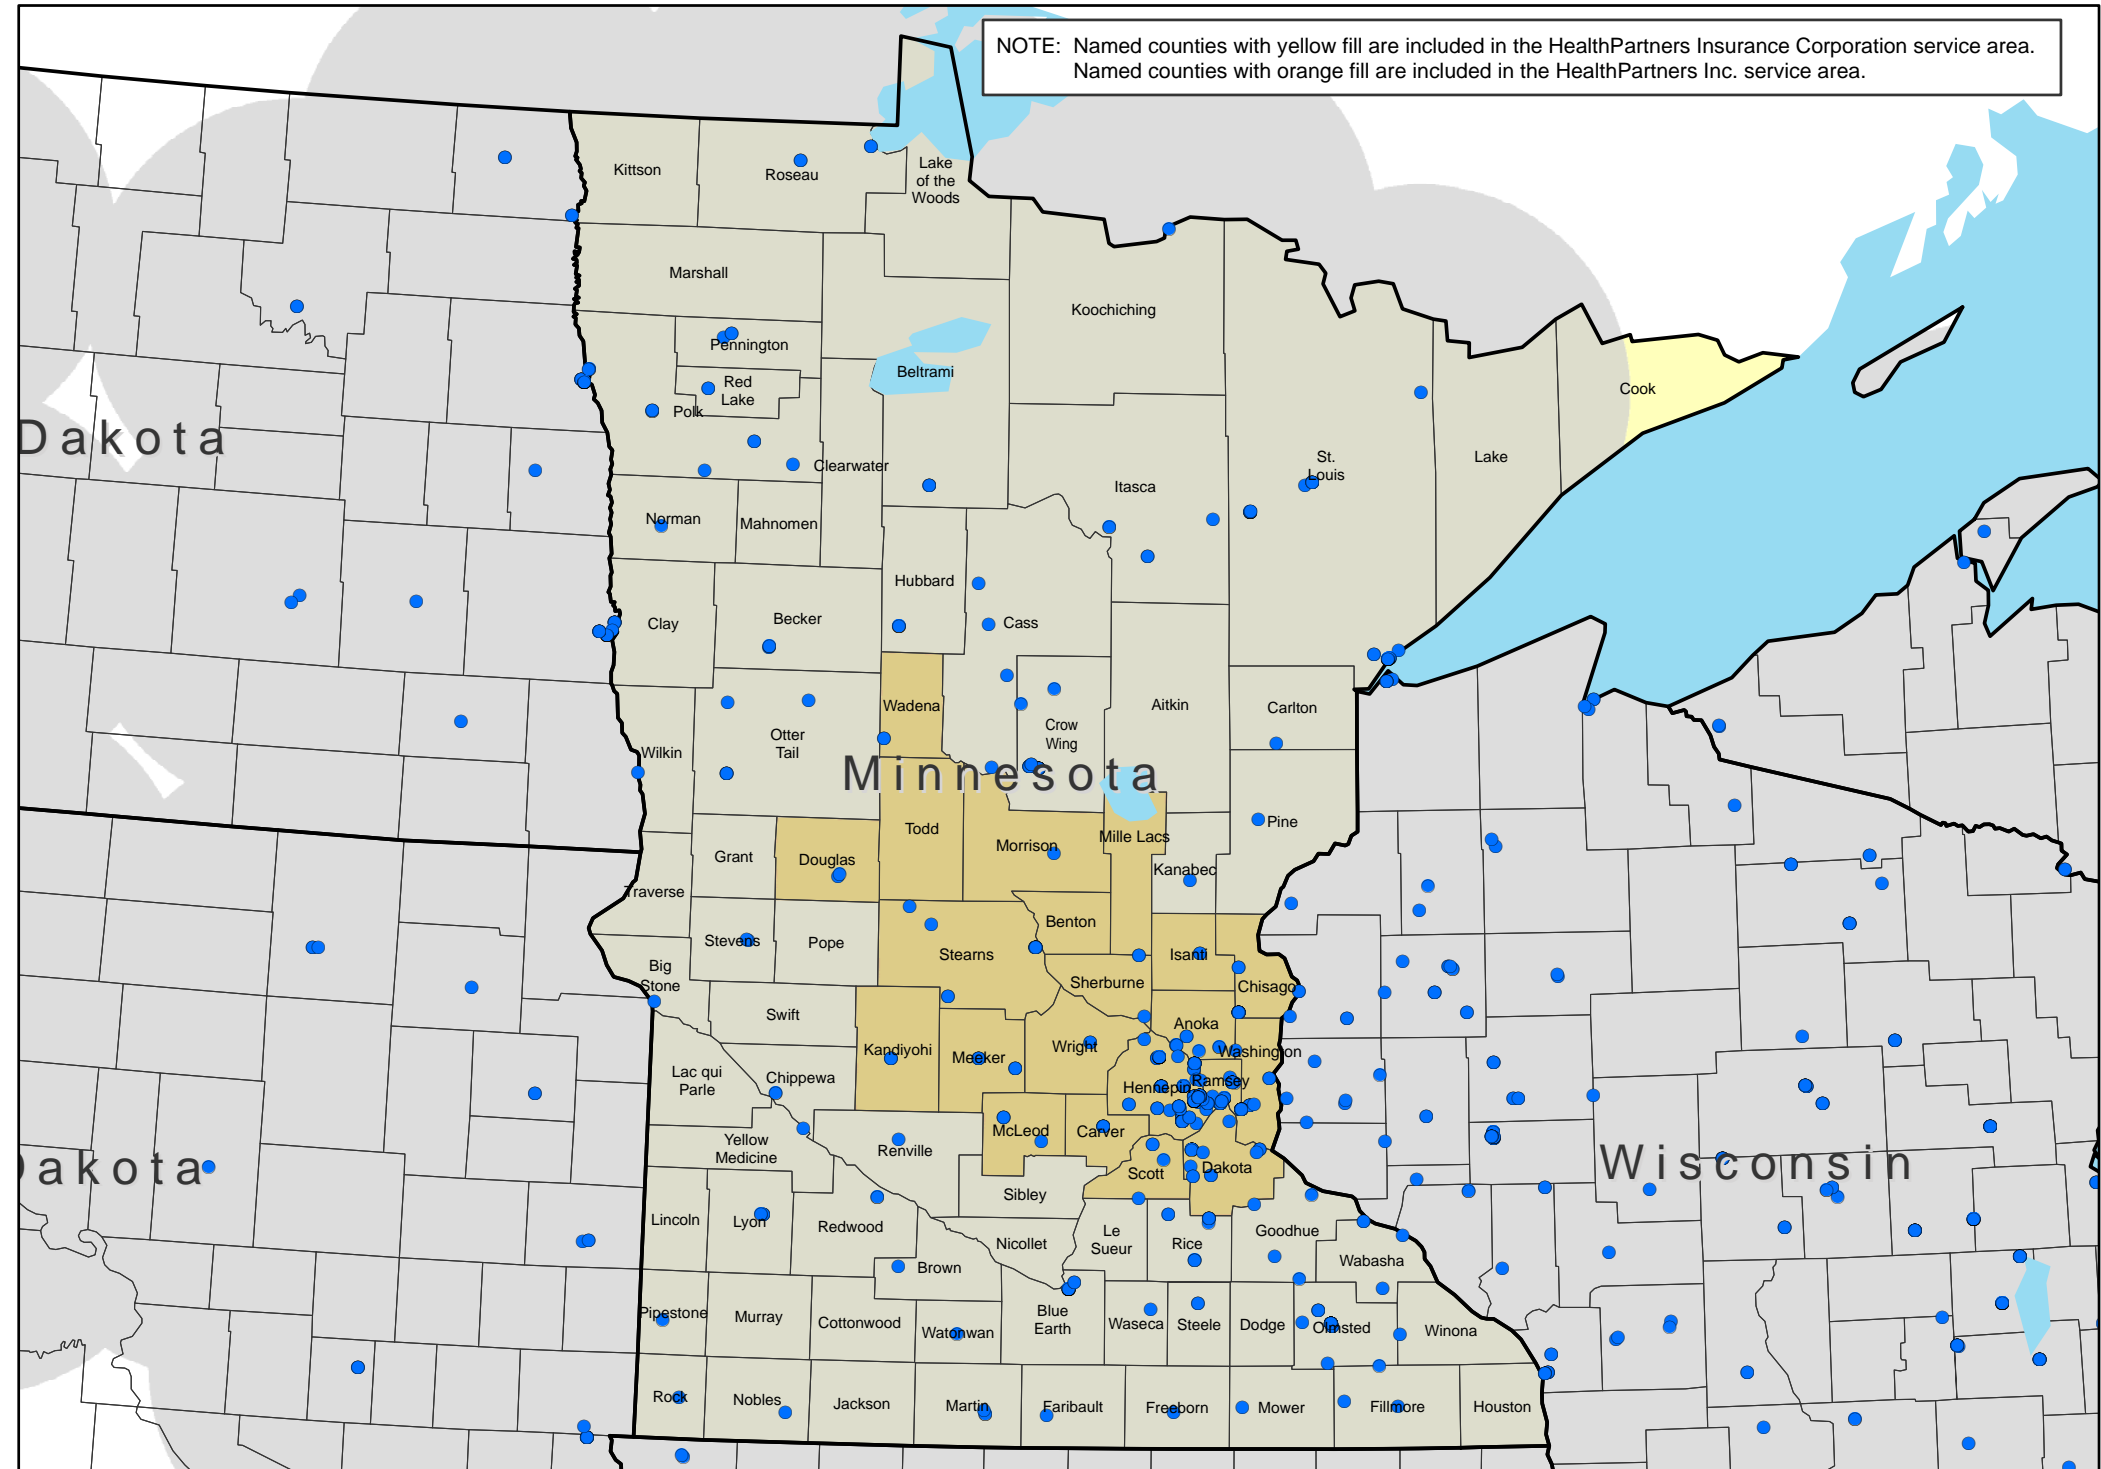 NOTE: Named counties with yellow fill are included in the HealthPartners Insurance Corporation service area.
Named counties with orange fill are included in the HealthPartners Inc. service area.
Kittson
Roseau
Lake
of the
Woods
Marshall
Koochiching
Pennington
Beltrami
Red
Lake
Cook
Polk
Dakota
Clearwater
St.
Louis
Lake
Itasca
Norman
Mahnomen
Hubbard
Clay
Becker
Cass
Wadena
Aitkin
Carlton
Otter
Tail
Crow
Wing
Wilkin
Minnesota
Todd
Morrison
Mille Lacs
Pine
Grant
Douglas
Kanabec
Traverse
Benton
Stevens
Pope
Stearns
Isanti
Big
Stone
Sherburne
Chisago
Swift
Anoka
Kandiyohi
Meeker
Wright
Washington
Lac qui
Parle
Chippewa
Hennepin
Ramsey
McLeod
Carver
Yellow
Medicine
Renville
Dakota
Scott
Dakota
Wisconsin
Sibley
Lincoln
Lyon
Redwood
Nicollet
Le
Sueur
Rice
Goodhue
Brown
Wabasha
Pipestone
Murray
Cottonwood
Watonwan
Blue
Earth
Waseca
Steele
Dodge
Olmsted
Winona
Rock
Nobles
Jackson
Martin
Faribault
Freeborn
Mower
Fillmore
Houston